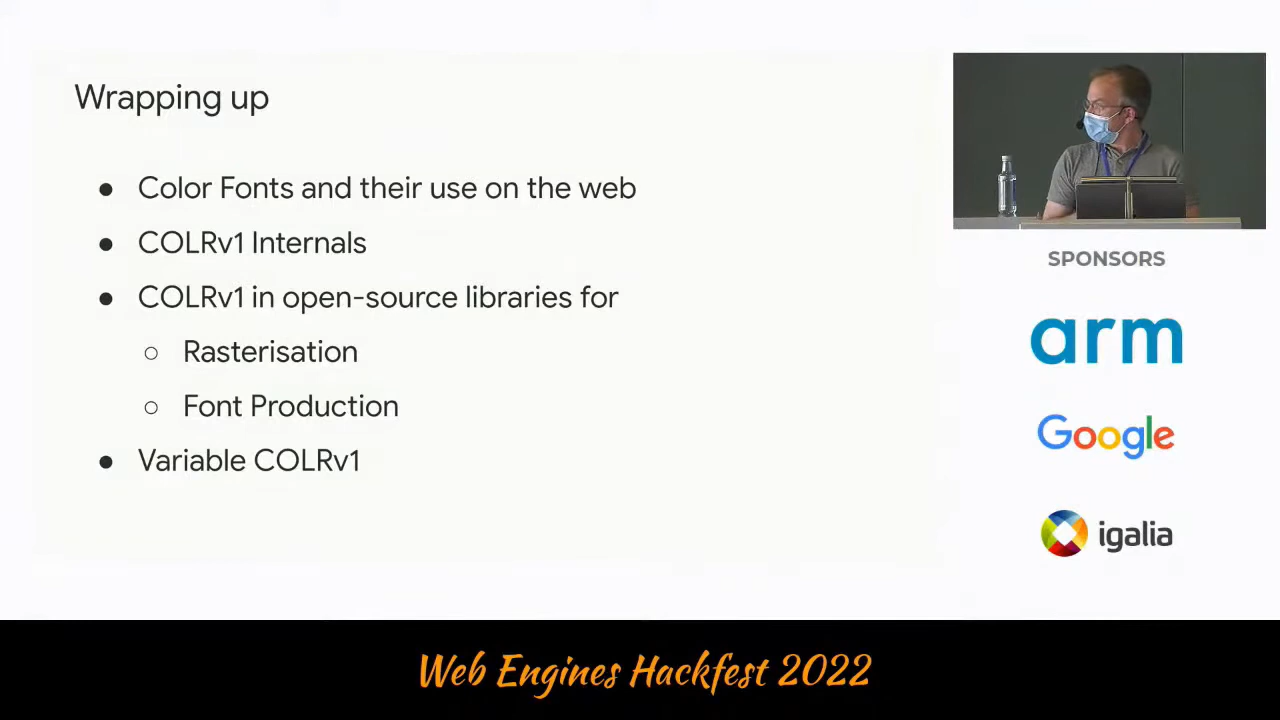 Wrapping up
● Color Fonts and their use on the web
● COLRv1 Internals
● COLRv1 in open-source libraries for
○ Rasterisation
○ Font Production
● Variable COLRv1
SPONSORS
arm
Google
igalia
Web Engines Hackfest 2022